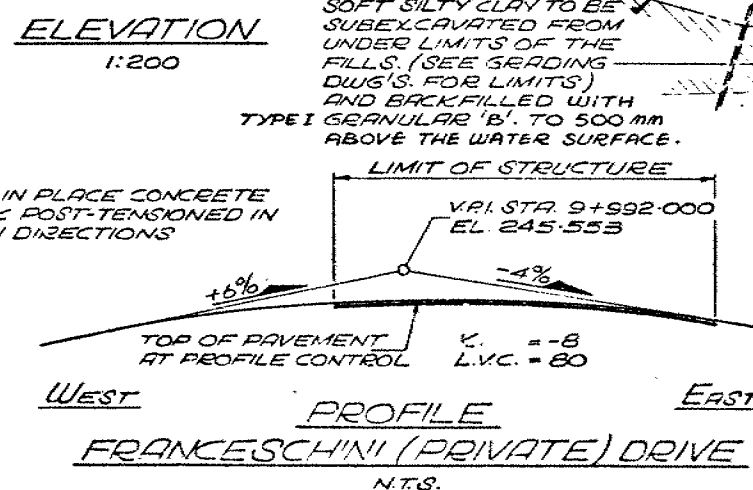 ELEVATION
1:200
SOFT SILTY CLAY TO BE
SUBEXCAVATED FROM
UNDER LIMITS OF THE
FILLS. (SEE GRADING
DWG'S. FOR LIMITS)
AND BACKFILLED WITH
TYPE I GRANULAR 'B'. TO 500 mm
ABOVE THE WATER SURFACE.
LIMIT OF STRUCTURE
IN PLACE CONCRETE
POST-TENSIONED IN
DIRECTIONS
V.P.I. STA. 9+992·000
EL. 245·553
+6%
-4%
TOP OF PAVEMENT
AT PROFILE CONTROL
K. = -8
L.V.C. = 80
WEST
EAST
PROFILE
FRANCESCHINI (PRIVATE) DRIVE
N.T.S.